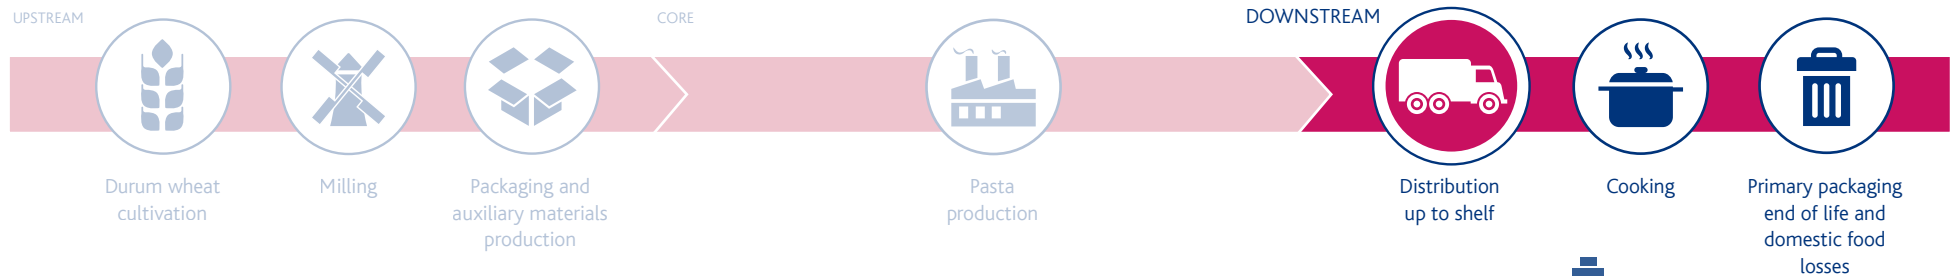 UPSTREAM
CORE
DOWNSTREAM
Durum wheat
cultivation
Milling
Packaging and
auxiliary materials
production
Pasta
production
Distribution
up to shelf
Cooking
Primary packaging
end of life and
domestic food
losses